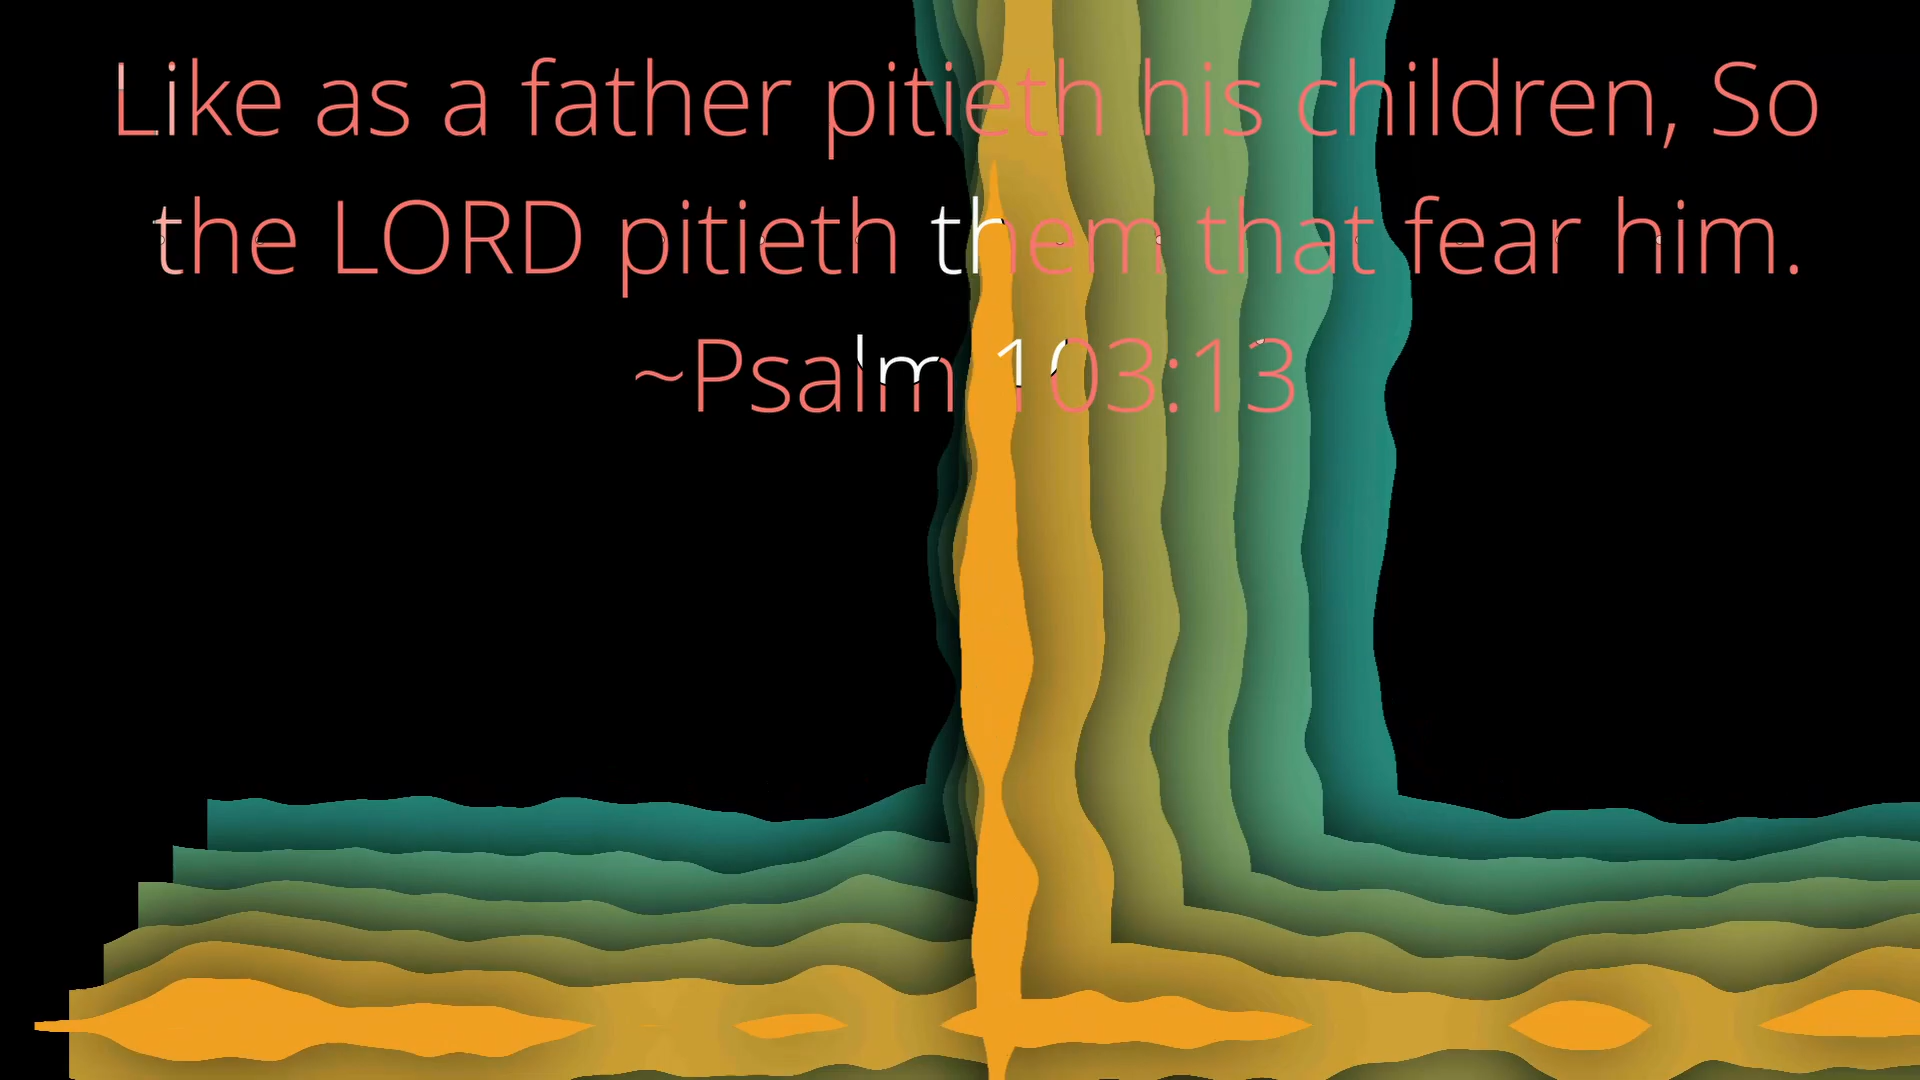 Like as a father pitieth his children, So
the LORD pitieth them that fear him.
~Psalm 103:13